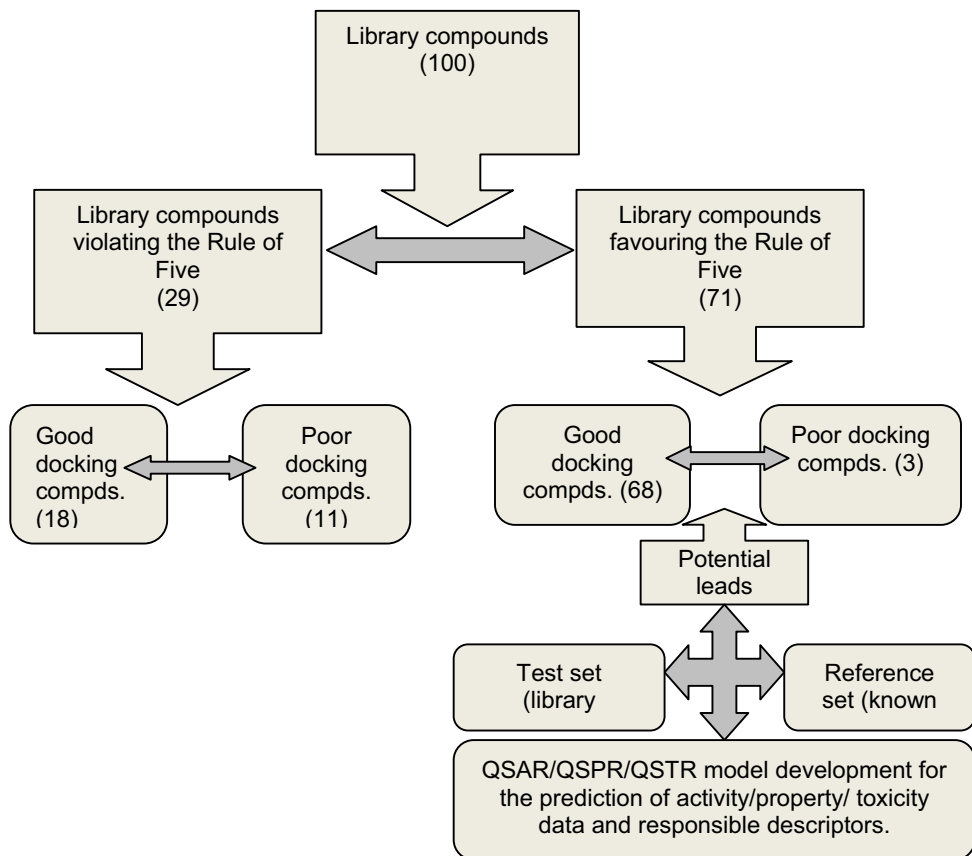 Library compounds
(100)
Library compounds
violating the Rule of
Five
(29)
Library compounds
favouring the Rule of
Five
(71)
Good
docking
compds.
(18)
Poor
docking
compds.
(11)
Good
docking
compds. (68)
Poor docking
compds. (3)
Potential
leads
Test set
(library
Reference
set (known
QSAR/QSPR/QSTR model development for
the prediction of activity/property/ toxicity
data and responsible descriptors.